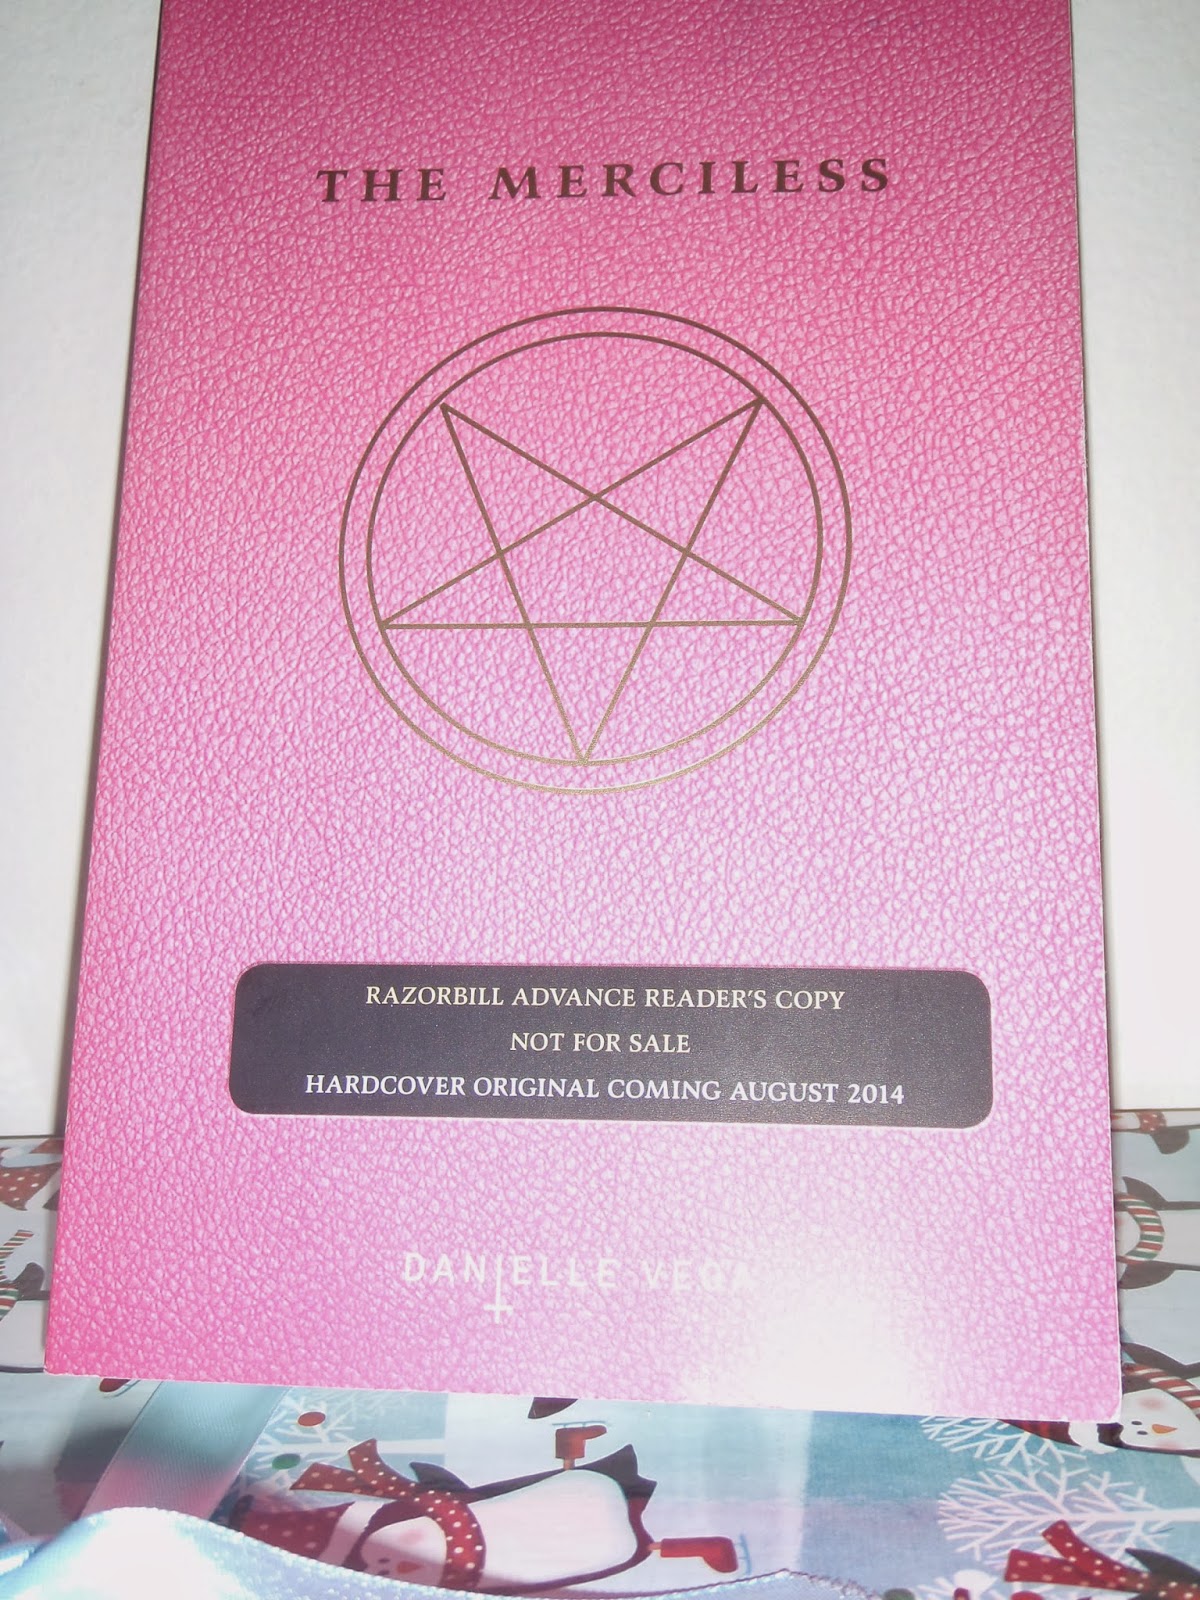 THE MERCILESS
RAZORBILL ADVANCE READER'S COPY
NOT FOR SALE
HARDCOVER ORIGINAL COMING AUGUST 2014
DANIELLE VEGA